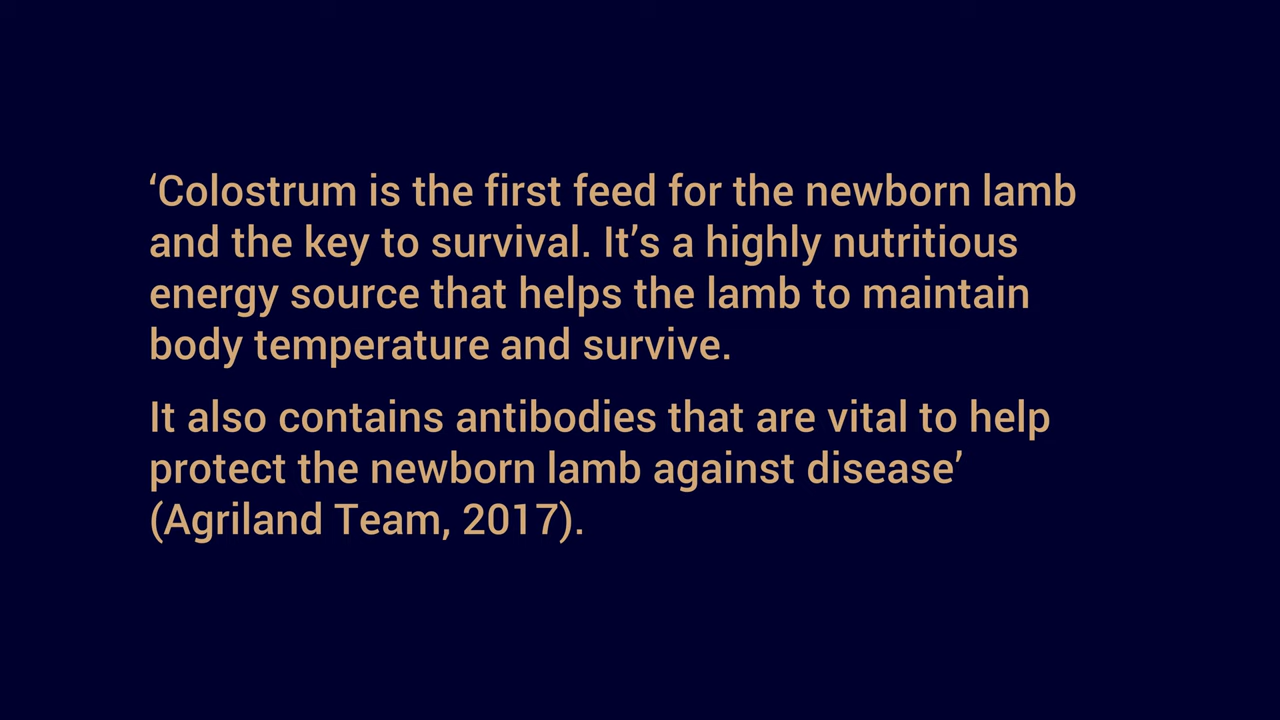 ‘Colostrum is the first feed for the newborn lamb
and the key to survival. It’s a highly nutritious
energy source that helps the lamb to maintain
body temperature and survive.
It also contains antibodies that are vital to help
protect the newborn lamb against disease’
(Agriland Team, 2017).